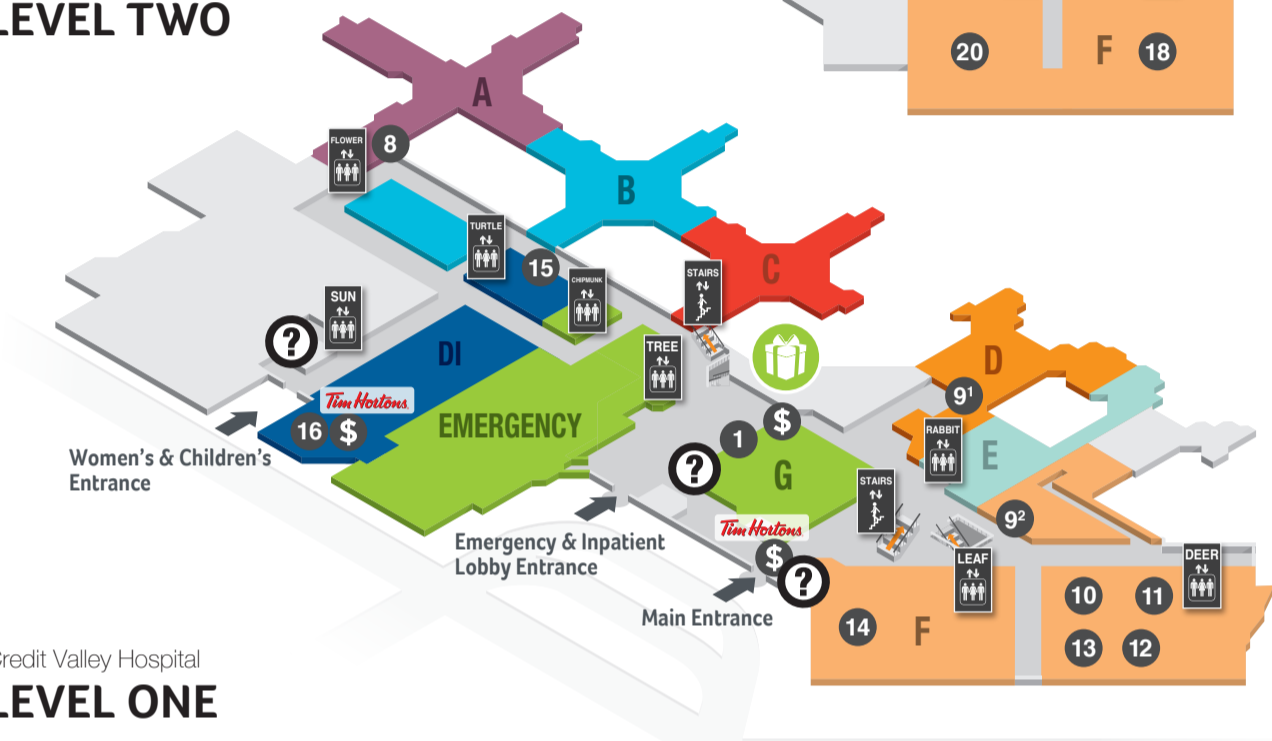 LEVEL TWO
20
F
18
A
FLOWER
8
B
TURTLE
15
C
CHIPMUNK
STAIRS
SUN
?
DI
TREE
D
9¹
Tim Hortons
16
$
EMERGENCY
1
$
RABBIT
E
Women's & Children's
Entrance
?
G
STAIRS
9²
Tim Hortons
Emergency & Inpatient
Lobby Entrance
$
?
LEAF
DEER
Main Entrance
10
11
14
F
13
12
Credit Valley Hospital
LEVEL ONE